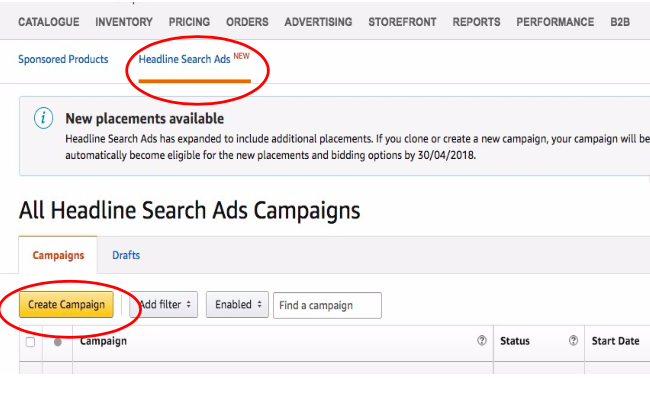 CATALOGUE INVENTORY PRICING ORDERS ADVERTISING STOREFRONT REPORTS PERFORMANCE B2B
Sponsored Products Headline Search Ads NEW
i New placements available
Headline Search Ads has expanded to include additional placements. If you clone or create a new campaign, your campaign will be
automatically become eligible for the new placements and bidding options by 30/04/2018.
All Headline Search Ads Campaigns
Campaigns Drafts
Create Campaign Add filter Enabled Find a campaign
Campaign ? Status ? Start Date